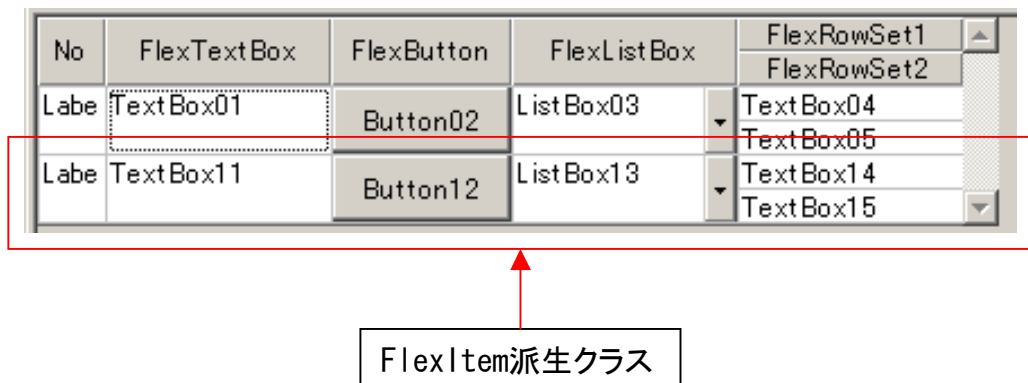 No FlexTextBox FlexButton FlexListBox FlexRowSet1
FlexRowSet2
Labe TextBox01 Button02 ListBox03 TextBox04
TextBox05
Labe TextBox11 Button12 ListBox13 TextBox14
TextBox15
FlexItem派生クラス